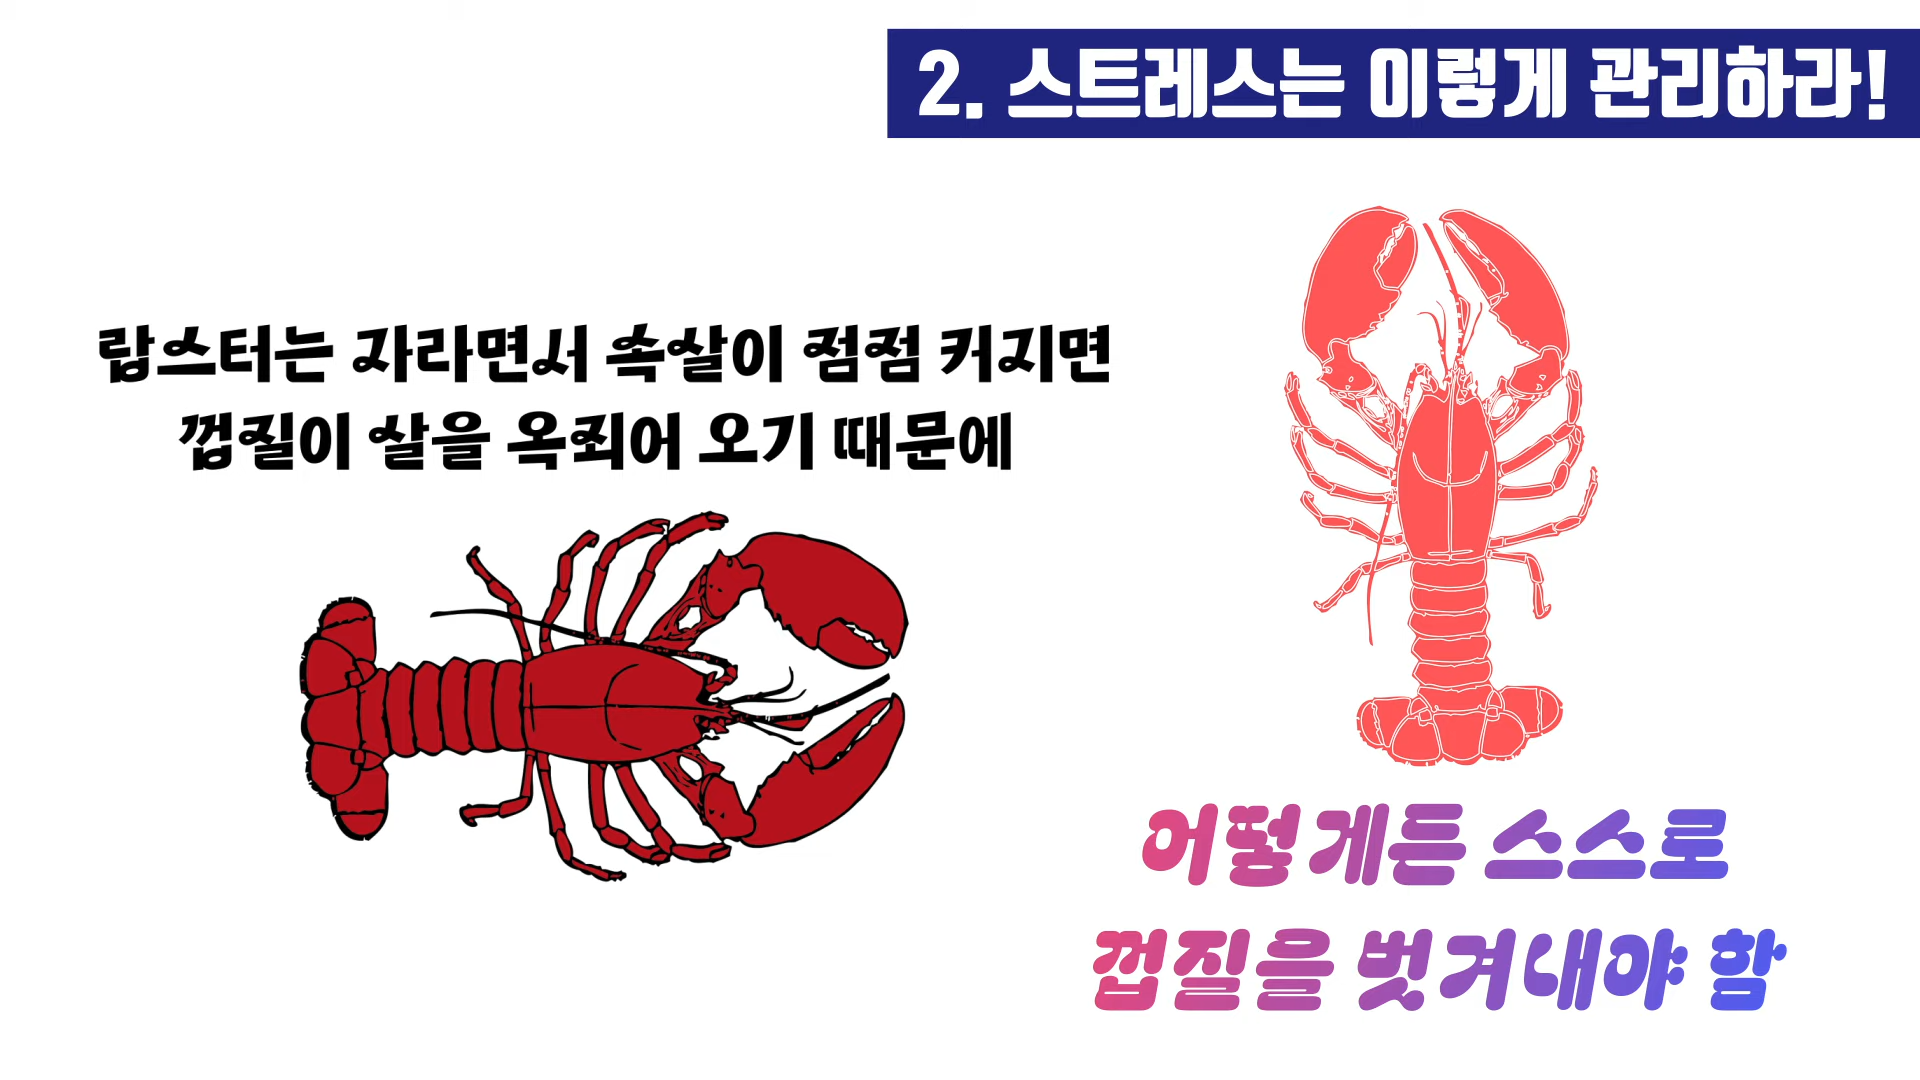 2. 스트레스는 이렇게 관리하라!
랍스터는 자라면서 속살이 점점 커지면
껍질이 살을 옥죄어 오기 때문에
어떻게든 스스로
껍질을 벗겨내야 함